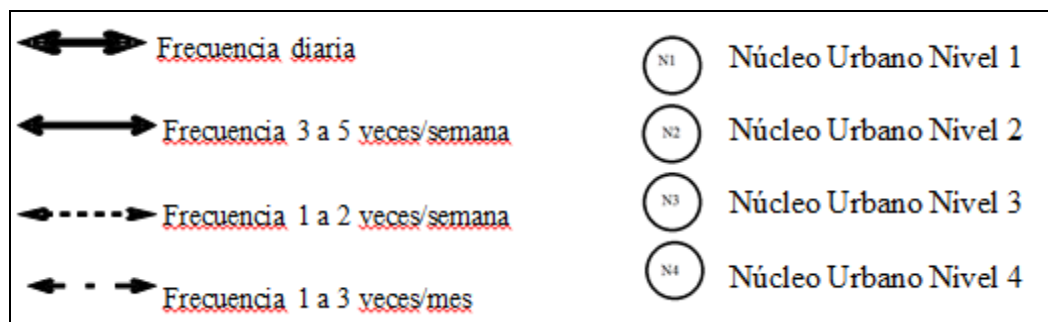 Frecuencia diaria
Frecuencia 3 a 5 veces/semana
Frecuencia 1 a 2 veces/semana
Frecuencia 1 a 3 veces/mes
N1 Núcleo Urbano Nivel 1
N2 Núcleo Urbano Nivel 2
N3 Núcleo Urbano Nivel 3
N4 Núcleo Urbano Nivel 4